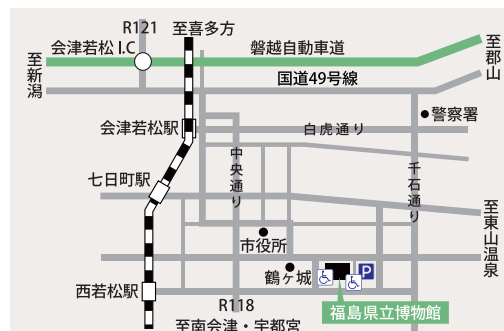 R121
至喜多方
会津若松I.C
磐越自動車道
至郡山
至新潟
国道49号線
警察署
会津若松駅
白虎通り
中央通り
千石通り
七日町駅
市役所
至東山温泉
鶴ヶ城
P
西若松駅
R118
福島県立博物館
至南会津・宇都宮